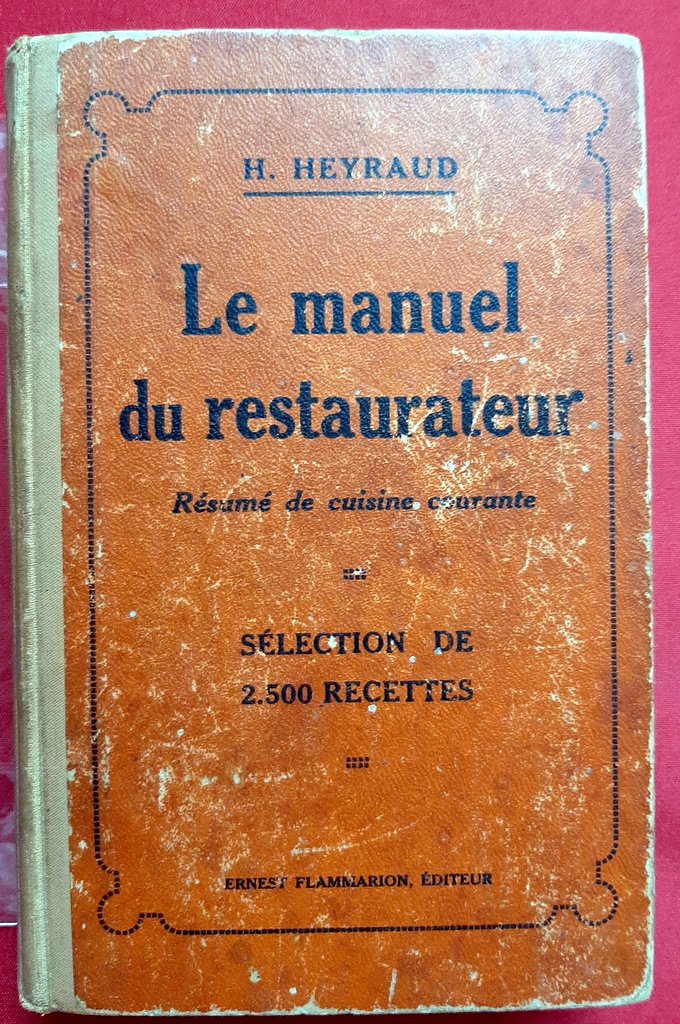 H. HEYRAUD
Le manuel
du restaurateur
Résumé de cuisine courante
SÉLECTION DE
2.500 RECETTES
ERNEST FLAMMARION, ÉDITEUR